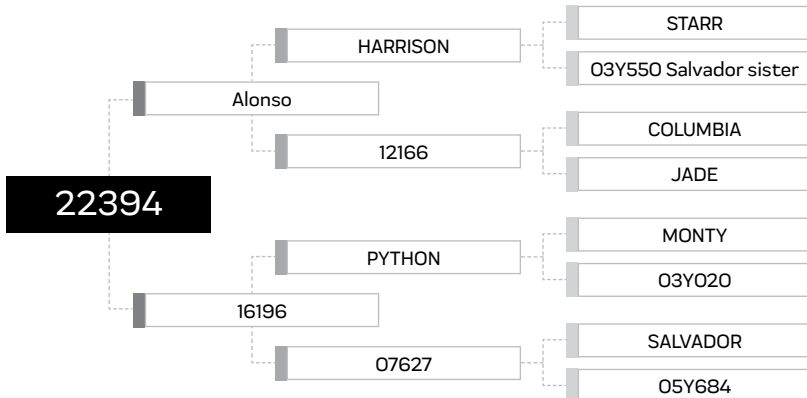 STARR
HARRISON
03Y550 Salvador sister
Alonso
COLUMBIA
12166
JADE
22394
MONTY
PYTHON
03Y020
16196
SALVADOR
07627
05Y684